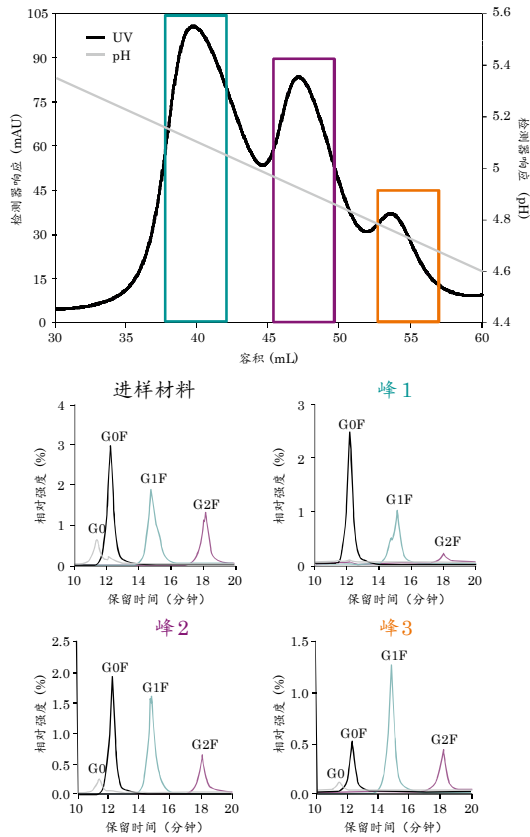 105
90
75
60
45
30
15
0
检测器响应 (mAU)
UV
pH
5.6
5.4
5.2
5
4.8
4.6
4.4
检测器响应 (pH)
30
35
40
45
50
55
60
容积 (mL)
进样材料
4
3
2
1
0
相对强度 (%)
G0
G0F
G1F
G2F
10
12
14
16
18
20
保留时间 (分钟)
峰1
3
2
1
0
相对强度 (%)
G0F
G1F
G2F
10
12
14
16
18
20
保留时间 (分钟)
峰2
2.5
2.0
1.5
1.0
0.5
0.0
相对强度 (%)
G0
G0F
G1F
G2F
10
12
14
16
18
20
保留时间 (分钟)
峰3
1.5
1.0
0.5
0.0
相对强度 (%)
G0
G0F
G1F
G2F
10
12
14
16
18
20
保留时间 (分钟)